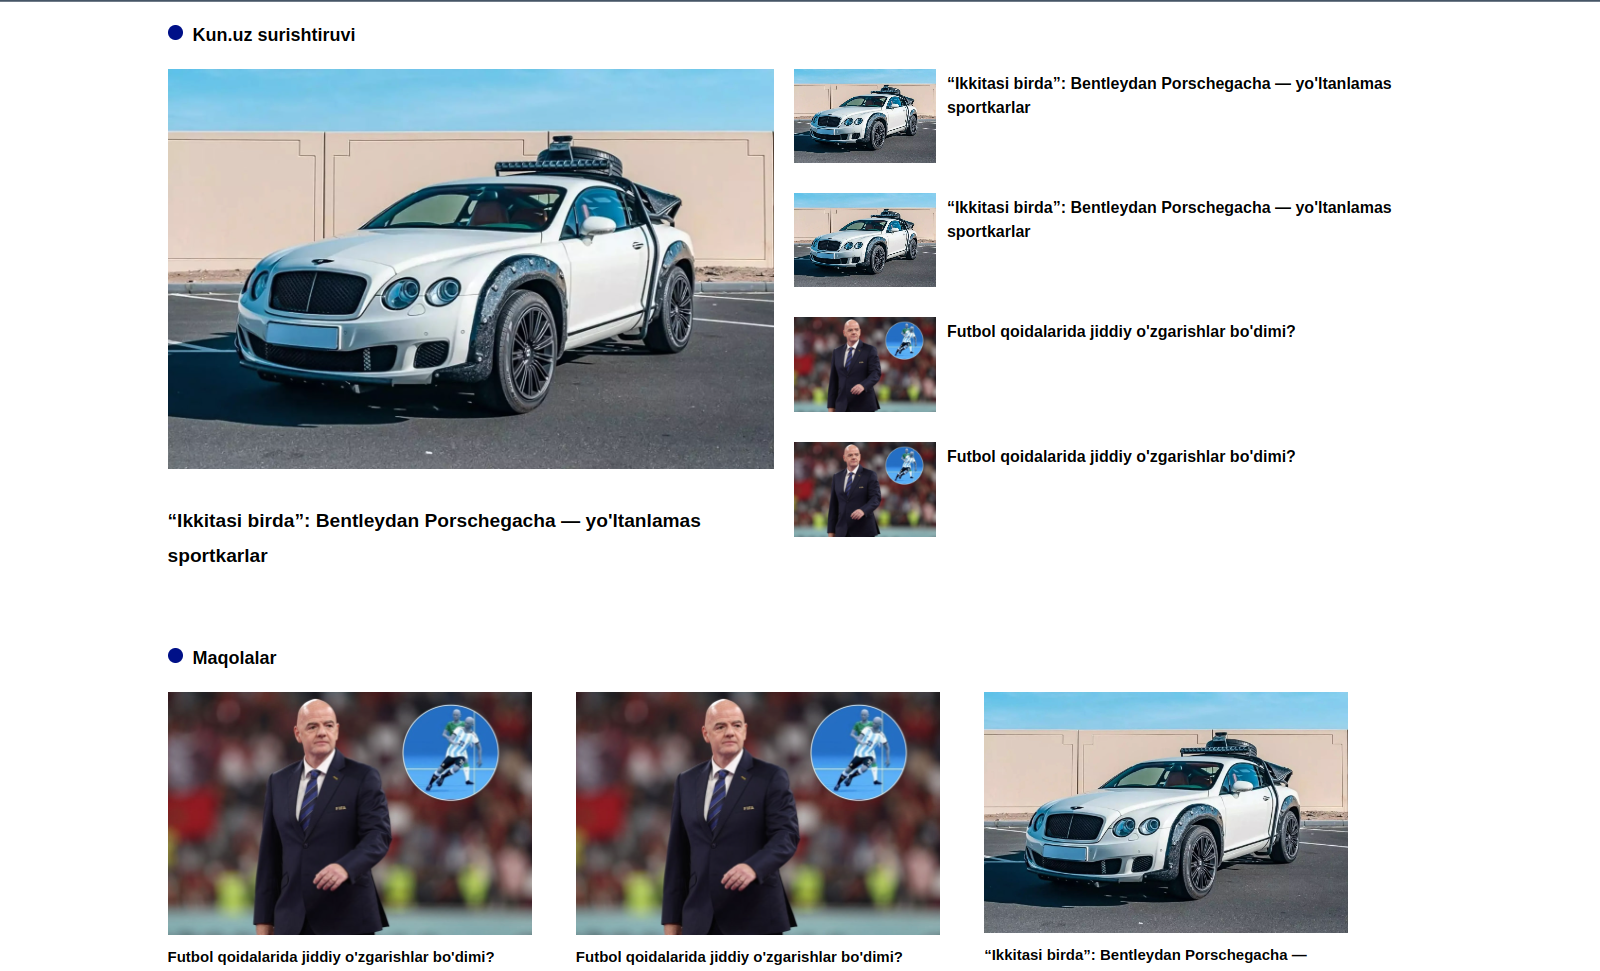 Kun.uz surishtiruvi
“Ikkitasi birda”: Bentleydan Porschegacha — yo'ltanlamas
sportkarlar
“Ikkitasi birda”: Bentleydan Porschegacha — yo'ltanlamas
sportkarlar
“Ikkitasi birda”: Bentleydan Porschegacha — yo'ltanlamas
sportkarlar
Futbol qoidalarida jiddiy o'zgarishlar bo'dimi?
Futbol qoidalarida jiddiy o'zgarishlar bo'dimi?
Maqolalar
Futbol qoidalarida jiddiy o'zgarishlar bo'dimi?
Futbol qoidalarida jiddiy o'zgarishlar bo'dimi?
“Ikkitasi birda”: Bentleydan Porschegacha —